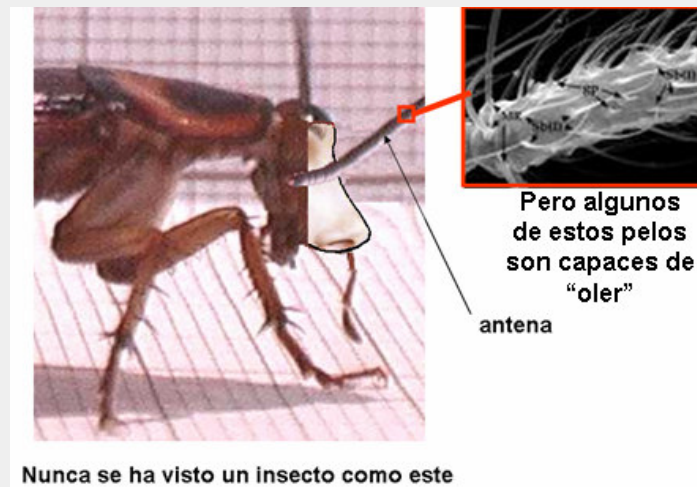 Pero algunos
de estos pelos
son capaces de
“oler”
antena
Nunca se ha visto un insecto como este